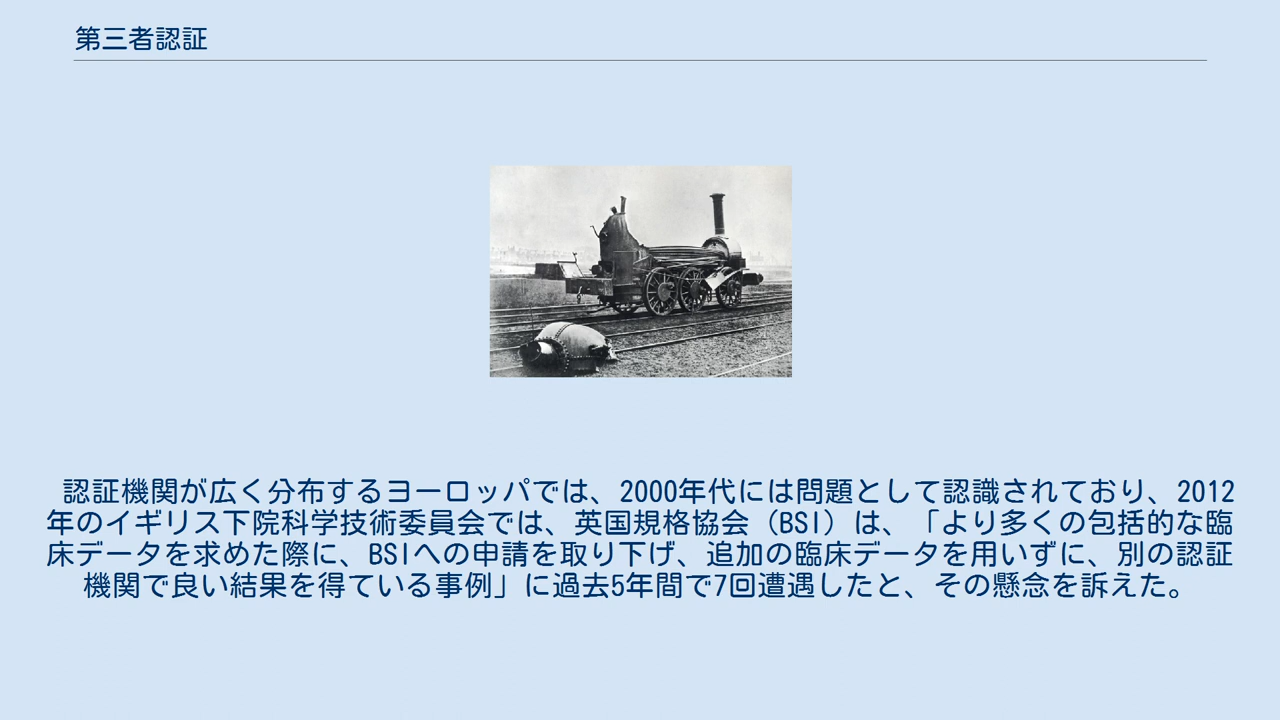 第三者認証
認証機関が広く分布するヨーロッパでは、2000年代には問題として認識されており、2012
年のイギリス下院科学技術委員会では、英国規格協会（BSI）は、「より多くの包括的な臨
床データを求めた際に、BSIへの申請を取り下げ、追加の臨床データを用いずに、別の認証
機関で良い結果を得ている事例」に過去5年間で7回遭遇したと、その懸念を訴えた。